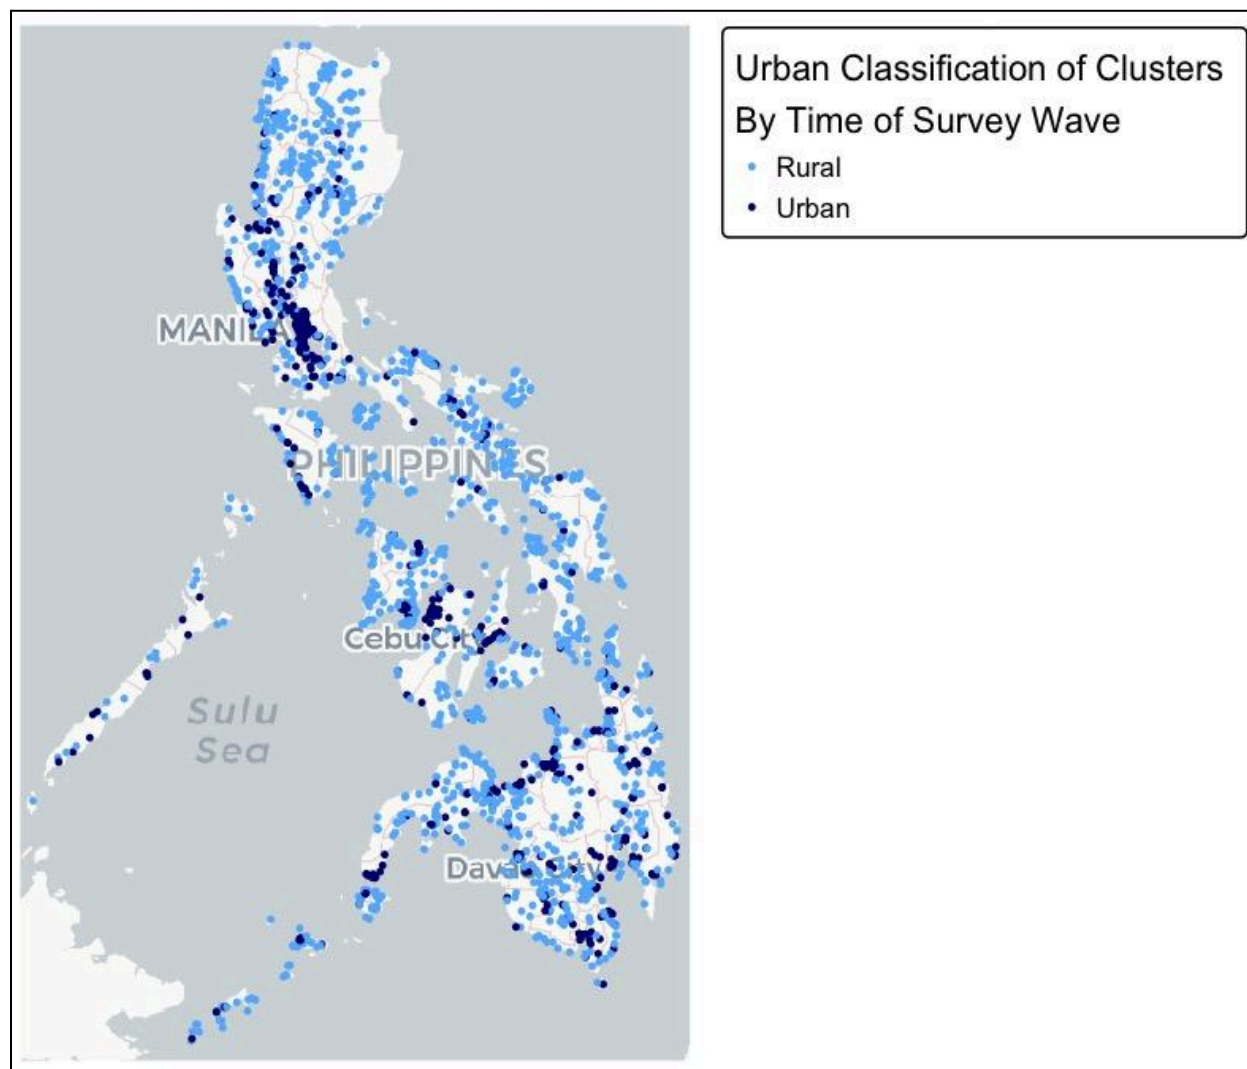 Urban Classification of Clusters
By Time of Survey Wave
Rural
Urban
MANILA
PHILIPPINES
Cebu City
Sulu
Sea
Davao City